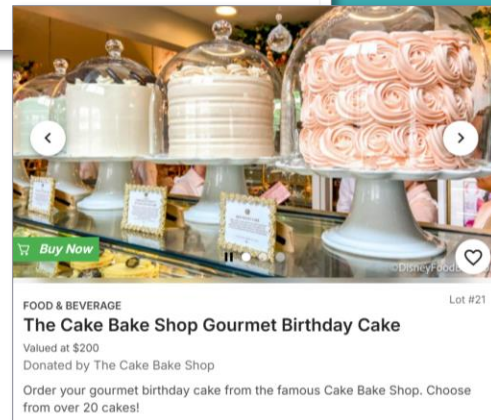 Buy Now
FOOD & BEVERAGE
Lot #21
The Cake Bake Shop Gourmet Birthday Cake
Valued at $200
Donated by The Cake Bake Shop
Order your gourmet birthday cake from the famous Cake Bake Shop. Choose
from over 20 cakes!